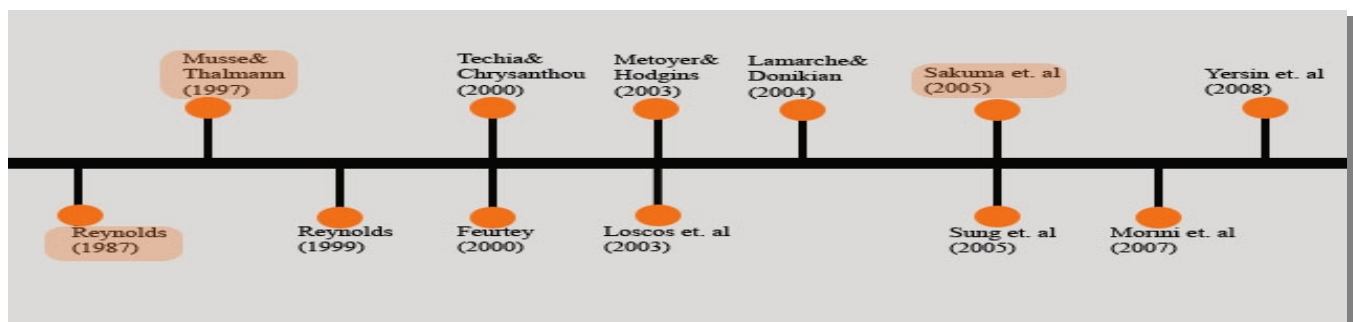 Musse&
Thalmann
(1997)
Techia&
Chrysanthou
(2000)
Metoyer&
Hodgins
(2003)
Lamarche&
Donikian
(2004)
Sakuma et. al
(2005)
Yersin et. al
(2008)
Reynolds
(1987)
Reynolds
(1999)
Feurtey
(2000)
Loscos et. al
(2003)
Sung et. al
(2005)
Morini et. al
(2007)